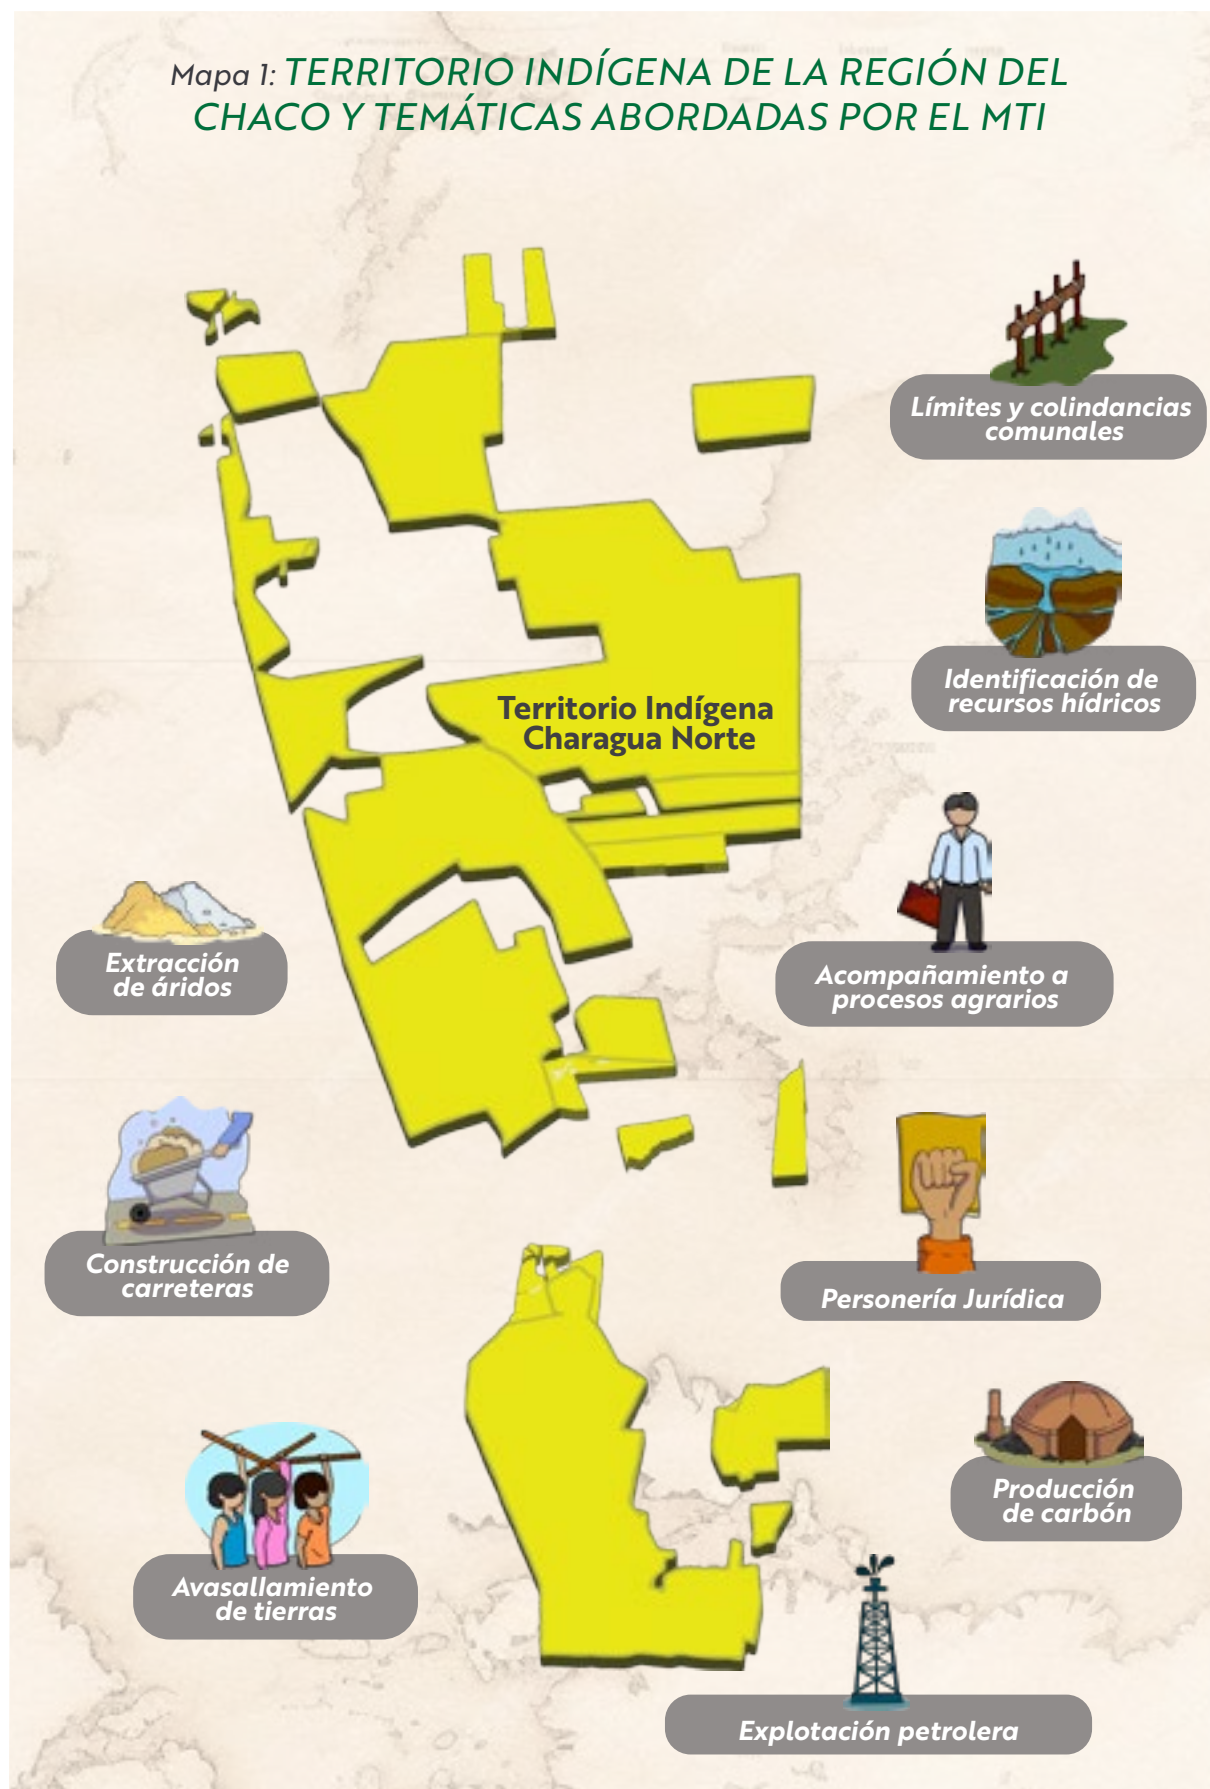 Mapa 1: TERRITORIO INDÍGENA DE LA REGIÓN DEL
CHACO Y TEMÁTICAS ABORDADAS POR EL MTI
Límites y colindancias
comunales
Identificación de
recursos hídricos
Territorio Indígena
Charagua Norte
Extracción
de áridos
Acompañamiento a
procesos agrarios
Construcción de
carreteras
Personería Jurídica
Producción
de carbón
Avasallamiento
de tierras
Explotación petrolera